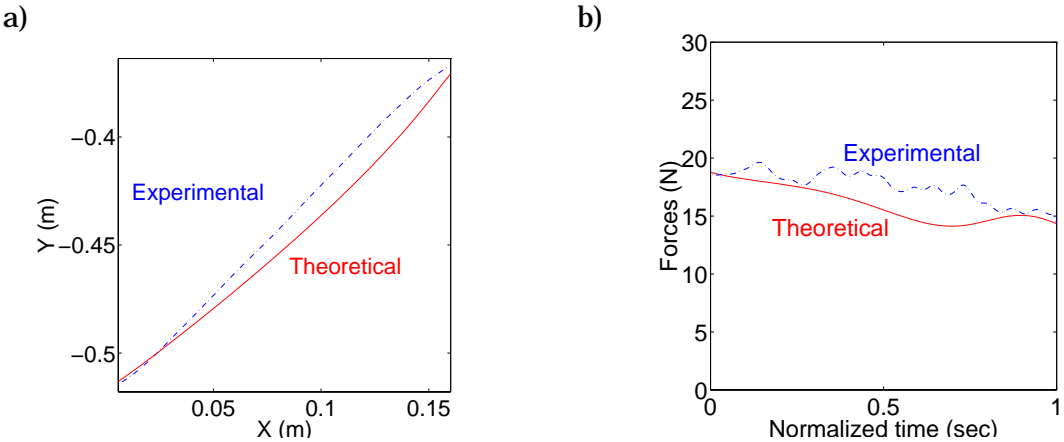 a)
−0.4
−0.45
−0.5
Y (m)
Experimental
Theoretical
0.05
0.1
0.15
X (m)
b)
30
25
20
15
10
5
0
Forces (N)
Experimental
Theoretical
0
0.5
1
Normalized time (sec)